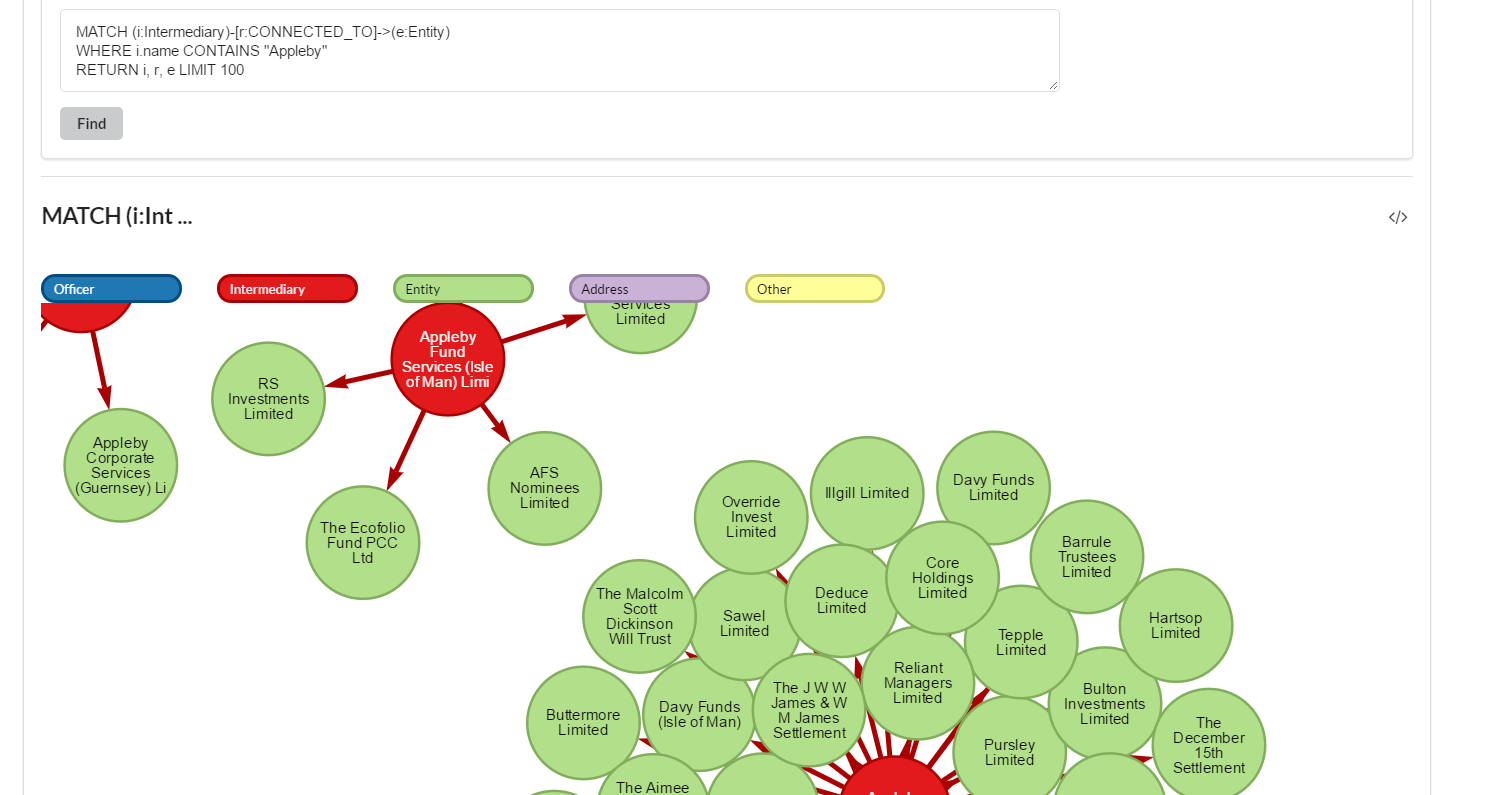 MATCH (i:Intermediary)-[r:CONNECTED_TO]->(e:Entity)
WHERE i.name CONTAINS "Appleby"
RETURN i, r, e LIMIT 100
Find
MATCH (i:Int ...
</>
Officer
Intermediary
Entity
Address
Other
Services
Limited
Appleby
Fund
Services (Isle
of Man) Limi
RS
Investments
Limited
Appleby
Corporate
Services
(Guernsey) Li
AFS
Nominees
Limited
The Ecofolio
Fund PCC
Ltd
Override
Invest
Limited
Illgill Limited
Davy Funds
Limited
Barrule
Trustees
Limited
Core
Holdings
Limited
Deduce
Limited
The Malcolm
Scott
Dickinson
Will Trust
Sawel
Limited
Tepple
Limited
Hartsop
Limited
Reliant
Managers
Limited
The J W W
James & W
M James
Settlement
Davy Funds
(Isle of Man)
Buttermore
Limited
Bulton
Investments
Limited
Pursley
Limited
The
December
15th
Settlement
The Aimee